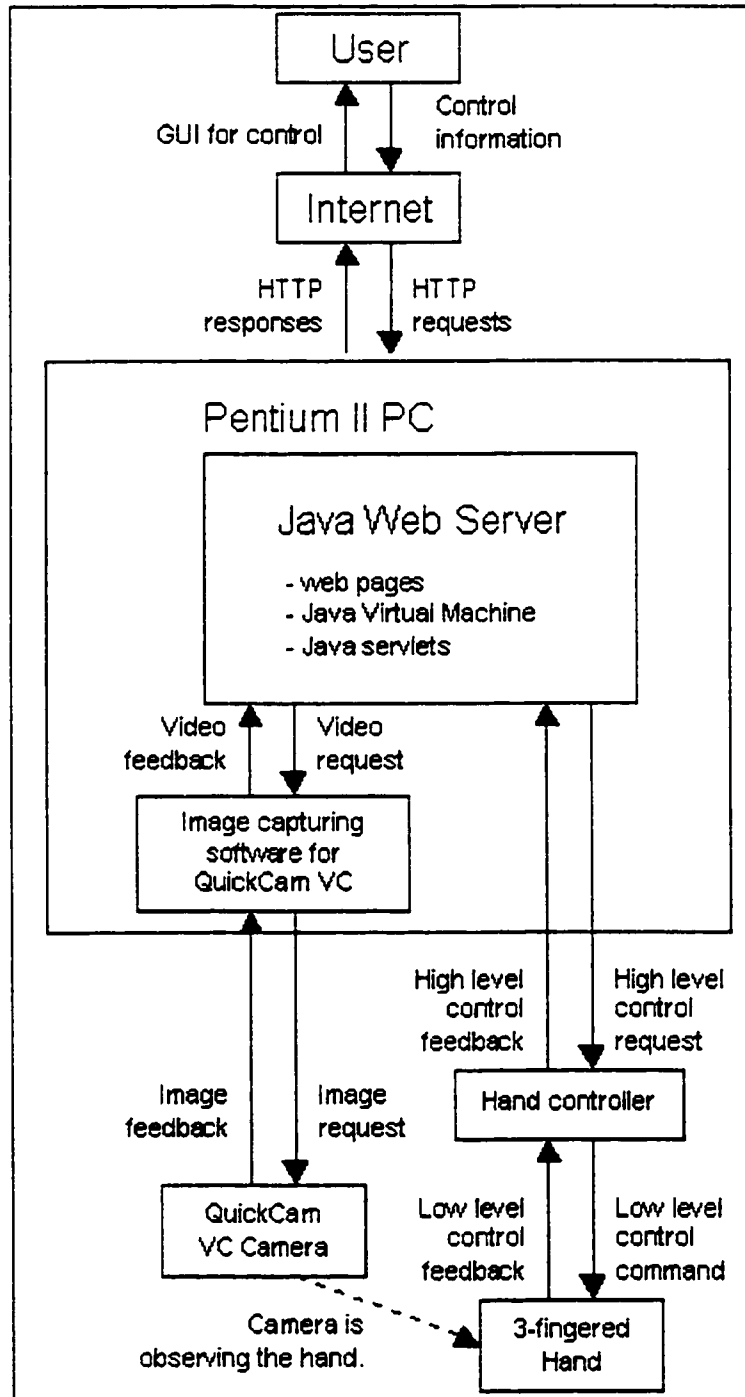 User
GUI for control
Control
information
Internet
HTTP
responses
HTTP
requests
Pentium II PC
Java Web Server
- web pages
- Java Virtual Machine
- Java servlets
Video
feedback
Video
request
Image capturing
software for
QuickCam VC
High level
control
feedback
High level
control
request
Image
feedback
Image
request
Hand controller
QuickCam
VC Camera
Low level
control
feedback
Low level
control
command
Camera is
observing the hand.
3-fingered
Hand